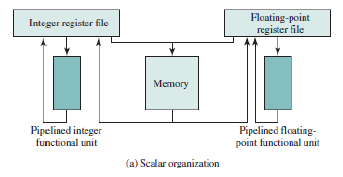 Integer register file
Floating-point
register file
Memory
Pipelined integer
functional unit
Pipelined floating-
point functional unit
(a) Scalar organization